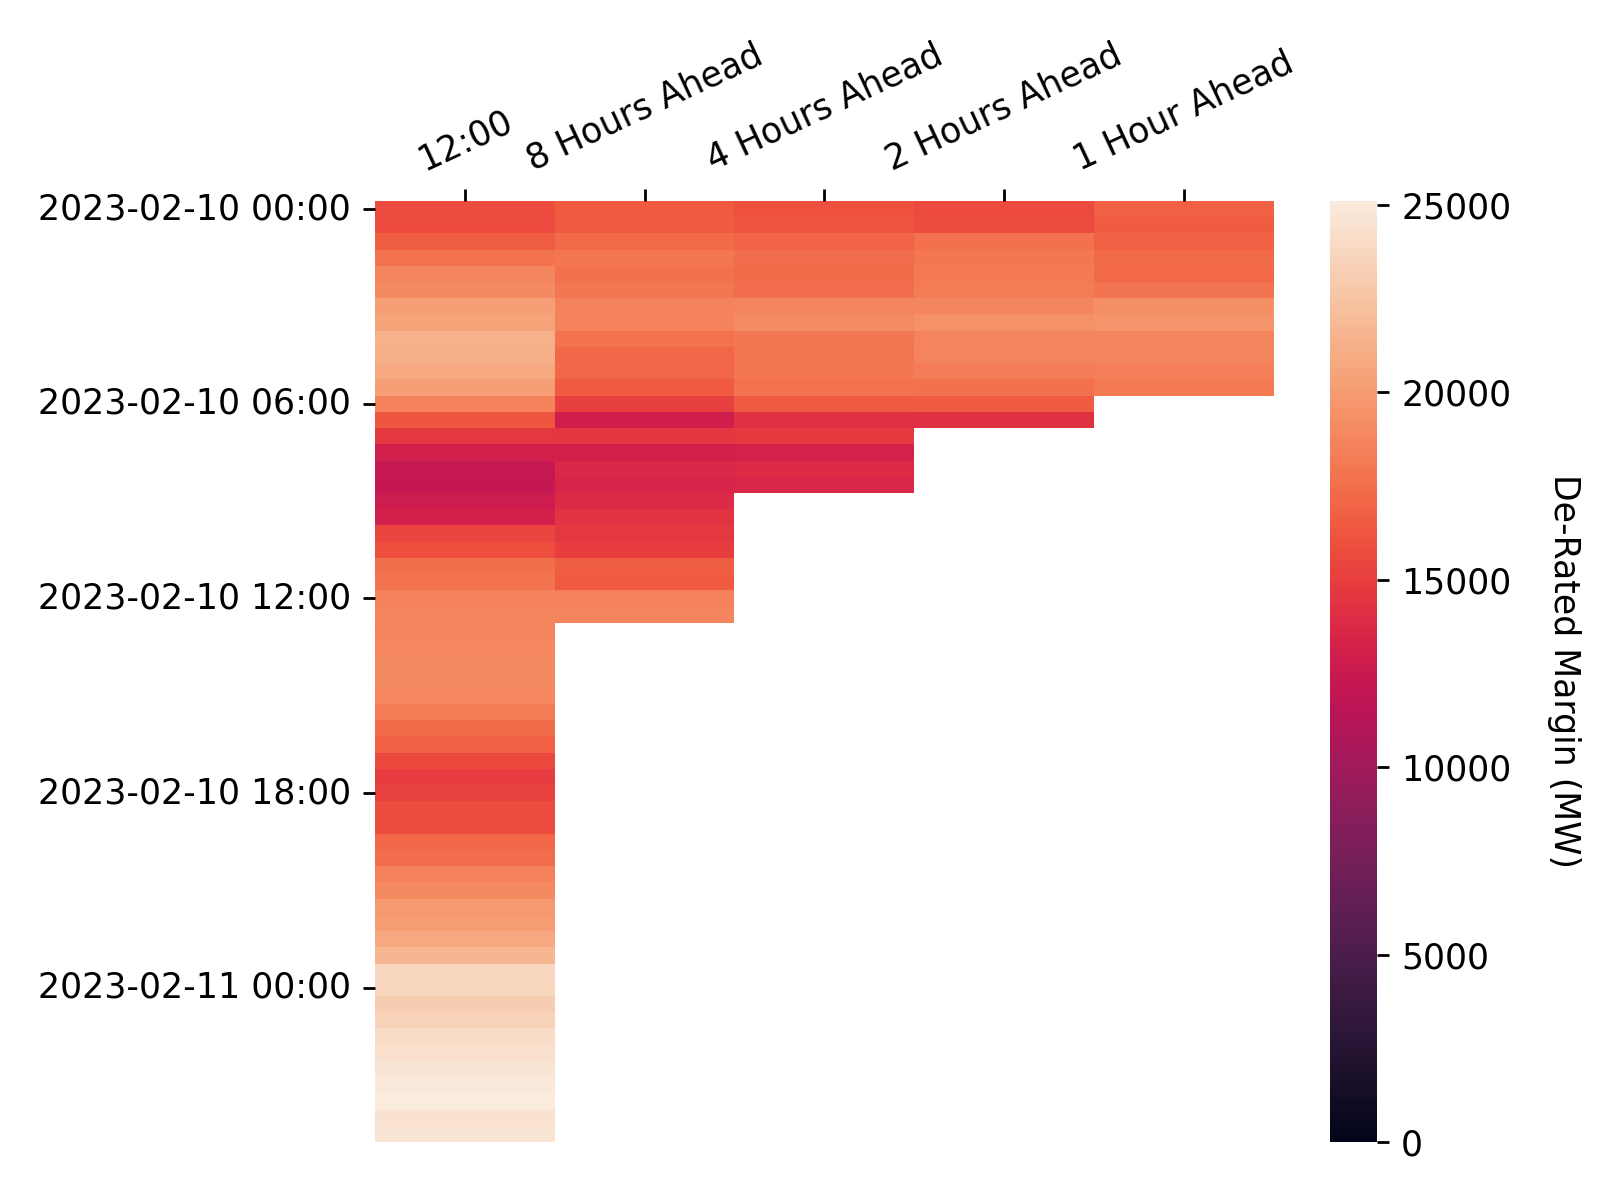 12:00
8 Hours Ahead
4 Hours Ahead
2 Hours Ahead
1 Hour Ahead
2023-02-10 00:00
2023-02-10 06:00
2023-02-10 12:00
2023-02-10 18:00
2023-02-11 00:00
25000
20000
15000
10000
5000
0
De-Rated Margin (MW)